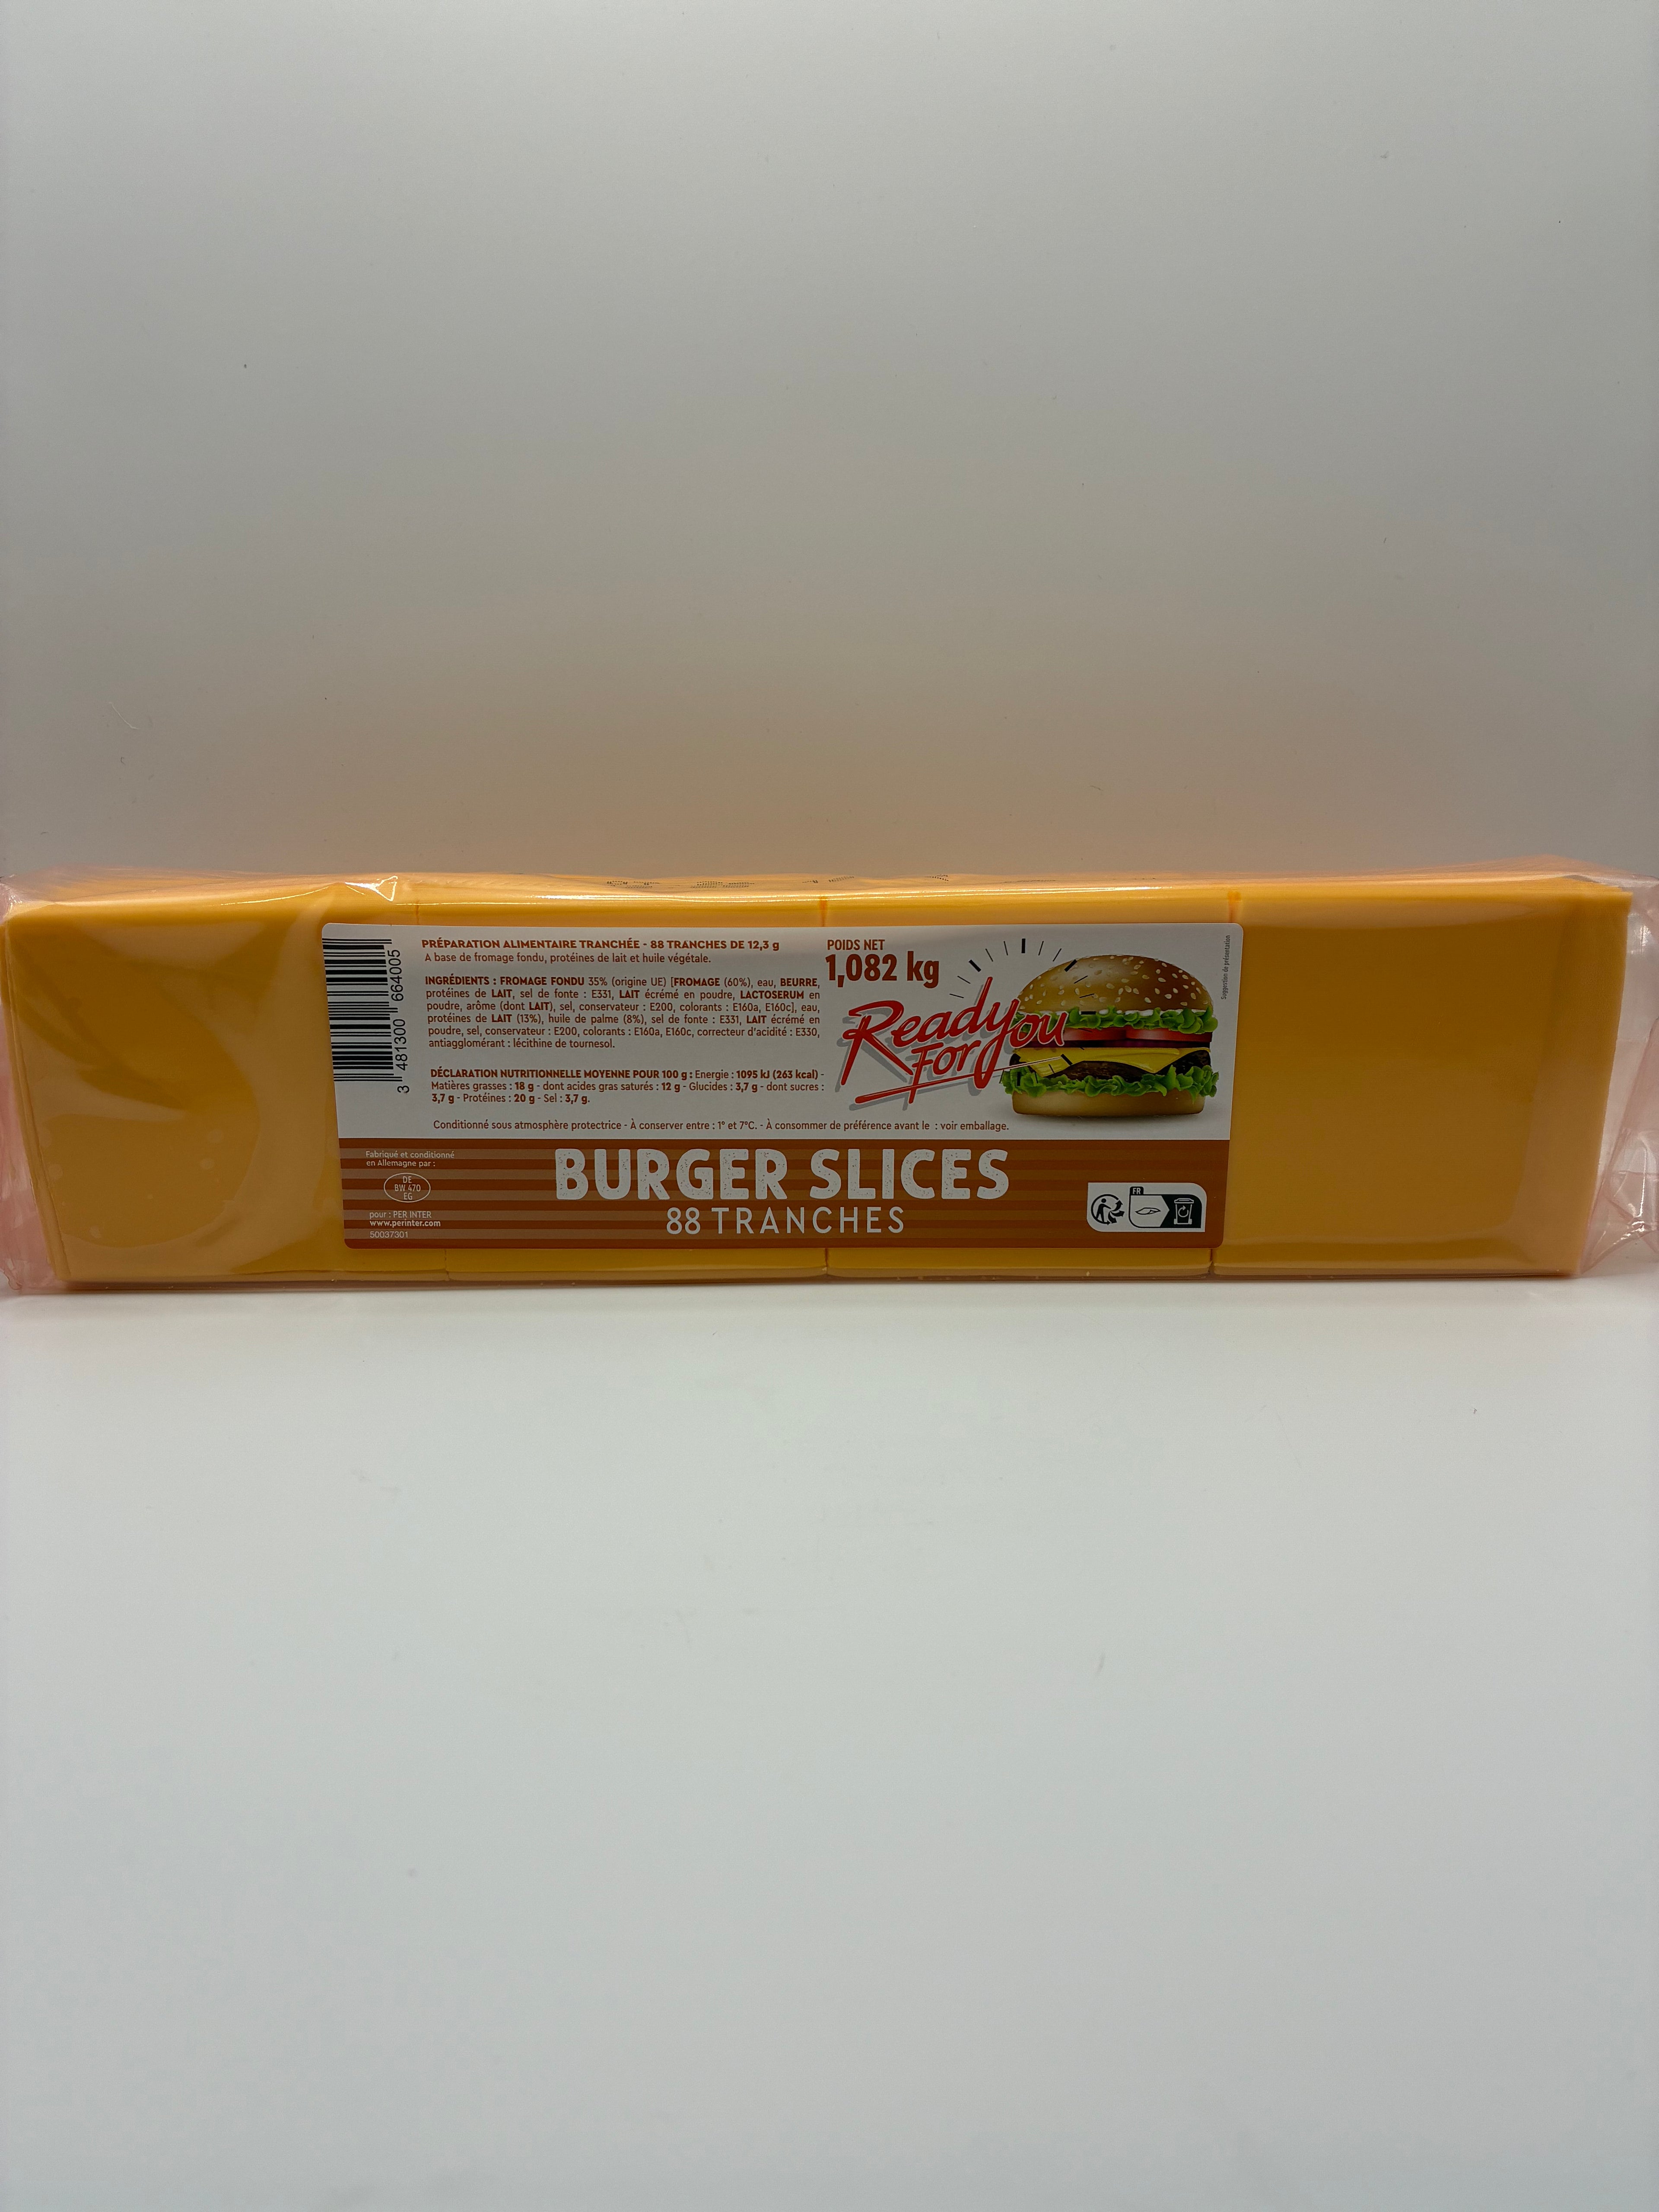 PRÉPARATION ALIMENTAIRE TRANCHÉE - 88 TRANCHES DE 12,3 g
A base de fromage fondu, protéines de lait et huile végétale.
INGRÉDIENTS : FROMAGE FONDU 35% (origine UE) [FROMAGE (60%), eau, BEURRE,
protéines de LAIT, sel de fonte : E331, LAIT écrémé en poudre, LACTOSERUM en
poudre, arôme (dont LAIT), sel, conservateur : E200, colorants : E160a, E160c], eau,
protéines de LAIT (13%), huile de palme (8%), sel de fonte : E331, LAIT écrémé en
poudre, sel, conservateur : E200, colorants : E160a, E160c, correcteur d'acidité : E330,
antiagglomérant : lécithine de tournesol.
DÉCLARATION NUTRITIONNELLE MOYENNE POUR 100 g : Energie : 1095 kJ (263 kcal) -
Matières grasses : 18 g - dont acides gras saturés : 12 g - Glucides : 3,7 g - dont sucres :
3,7 g - Protéines : 20 g - Sel : 3,7 g.
Conditionné sous atmosphère protectrice - À conserver entre : 1° et 7°C. - À consommer de préférence avant le : voir emballage.
3 481300 664005
POIDS NET
1,082 kg
Ready
For you
Suggestion de présentation
Fabriqué et conditionné
en Allemagne par :
DE
BW 470
EG
pour : PER INTER
www.perinter.com
50037301
BURGER SLICES
88 TRANCHES
FR